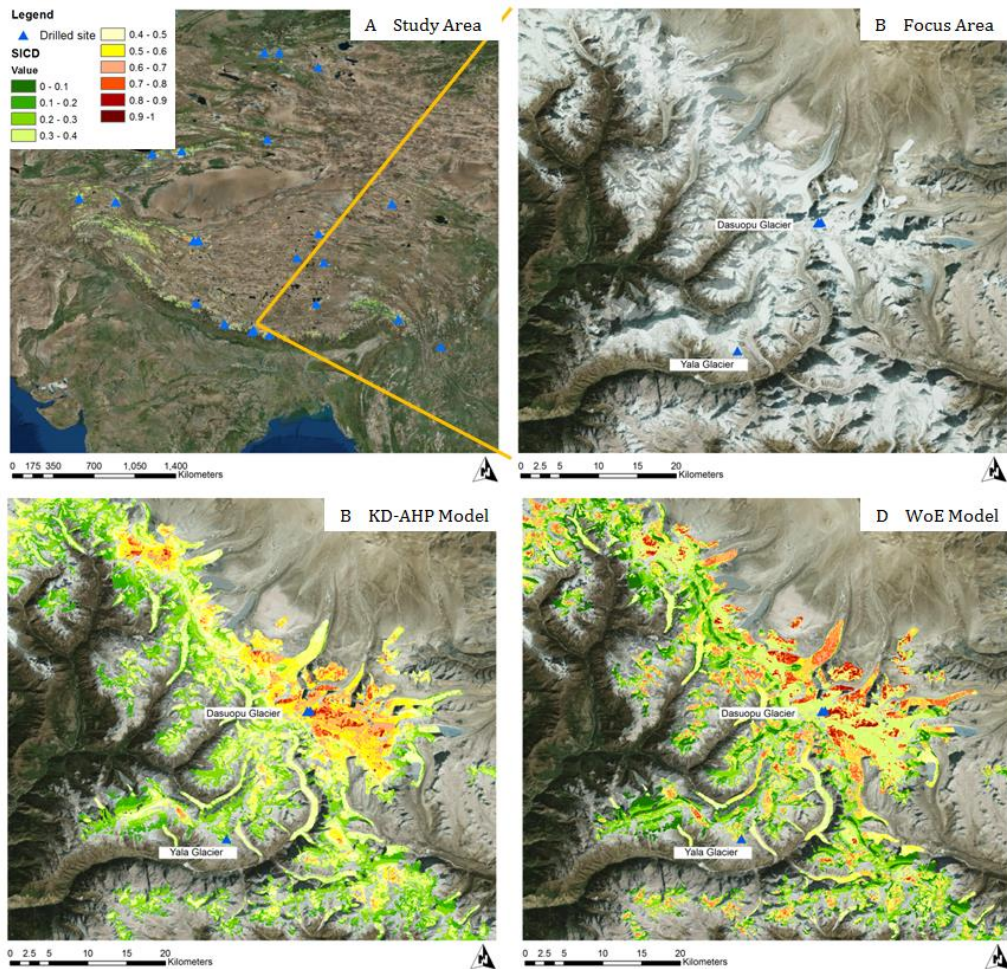 Legend
Drilled site
SICD
Value
0 - 0.1
0.1 - 0.2
0.2 - 0.3
0.3 - 0.4
0.4 - 0.5
0.5 - 0.6
0.6 - 0.7
0.7 - 0.8
0.8 - 0.9
0.9 -1
A Study Area
0 175 350 700 1,050 1,400
Kilometers
N
B Focus Area
Dasuopu Glacier
Yala Glacier
0 2.5 5 10 15 20
Kilometers
N
B KD-AHP Model
Dasuopu Glacier
Yala Glacier
0 2.5 5 10 15 20
Kilometers
N
D WoE Model
Dasuopu Glacier
Yala Glacier
0 2.5 5 10 15 20
Kilometers
N